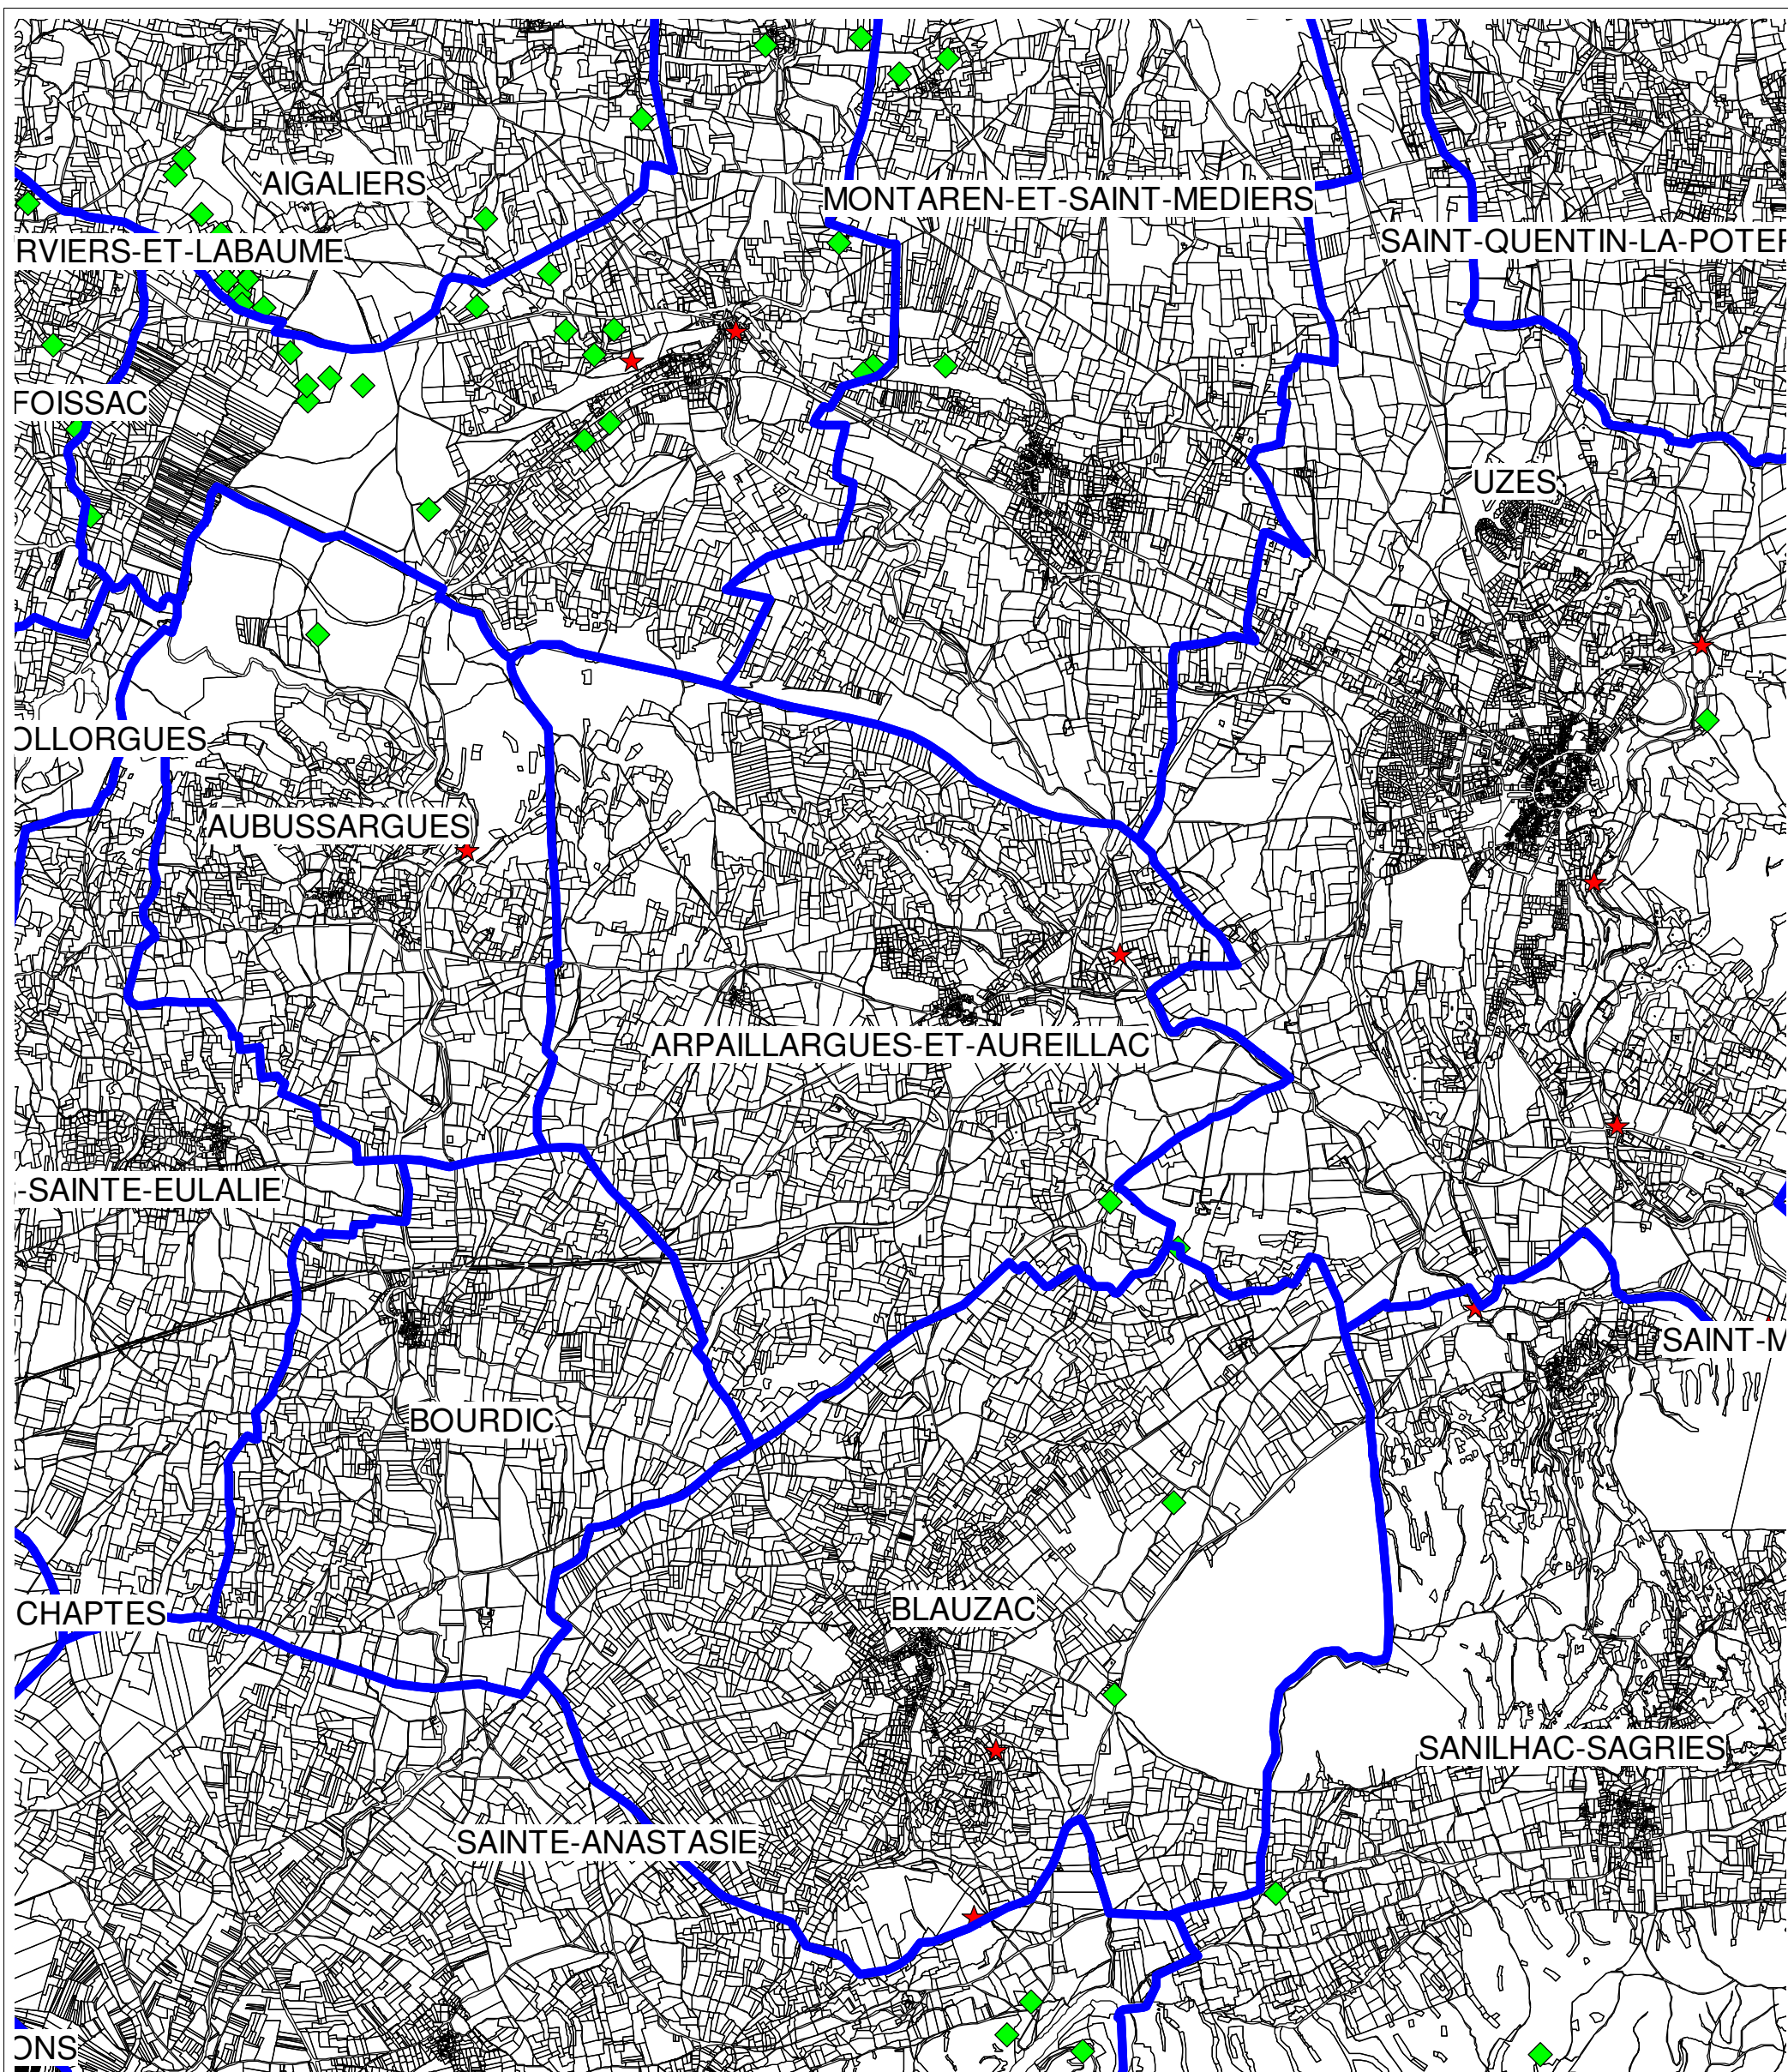 AIGALIERS
MONTAREN-ET-SAINT-MEDIERS
SAINT-QUENTIN-LA-POTER
RVIERS-ET-LABAUME
FOISSAC
UZES
OLLORGUES
AUBUSSARGUES
ARPAILLARGUES-ET-AUREILLAC
-SAINTE-EULALIE
SAINT-M
BOURDIC
CHAPTES
BLAUZAC
SANILHAC-SAGRIES
SAINTE-ANASTASIE
ONS